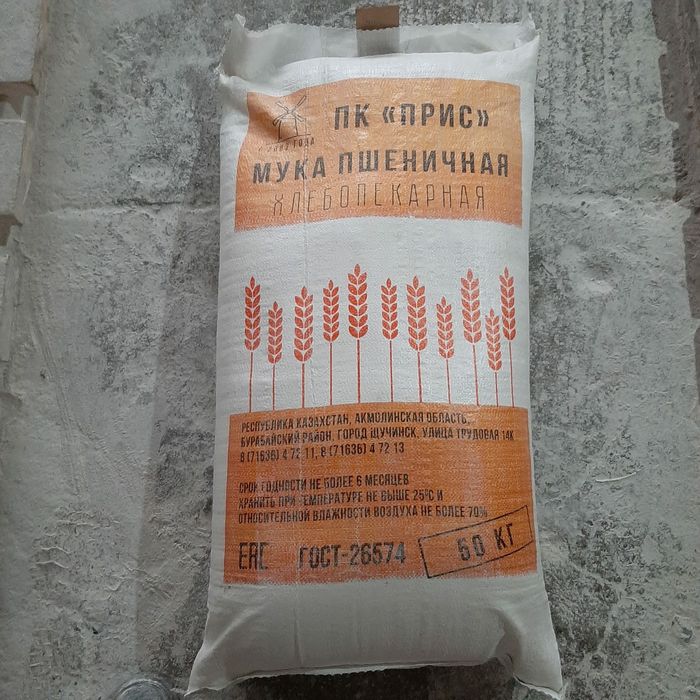 ПК «ПРИС»
ГОДА
МУКА ПШЕНИЧНАЯ
ХЛЕБОПЕКАРНАЯ
РЕСПУБЛИКА КАЗАХСТАН, АКМОЛИНСКАЯ ОБЛАСТЬ,
БУРАБАЙСКИЙ РАЙОН, ГОРОД ЩУЧИНСК, УЛИЦА ТРУДОВАЯ 14К
8 (71636) 4 72 11, 8 (71636) 4 72 13
СРОК ГОДНОСТИ НЕ БОЛЕЕ 6 МЕСЯЦЕВ
ХРАНИТЬ ПРИ ТЕМПЕРАТУРЕ НЕ ВЫШЕ 25°С И
ОТНОСИТЕЛЬНОЙ ВЛАЖНОСТИ ВОЗДУХА НЕ БОЛЕЕ 70%
ЕАС ГОСТ-26574 50 КГ